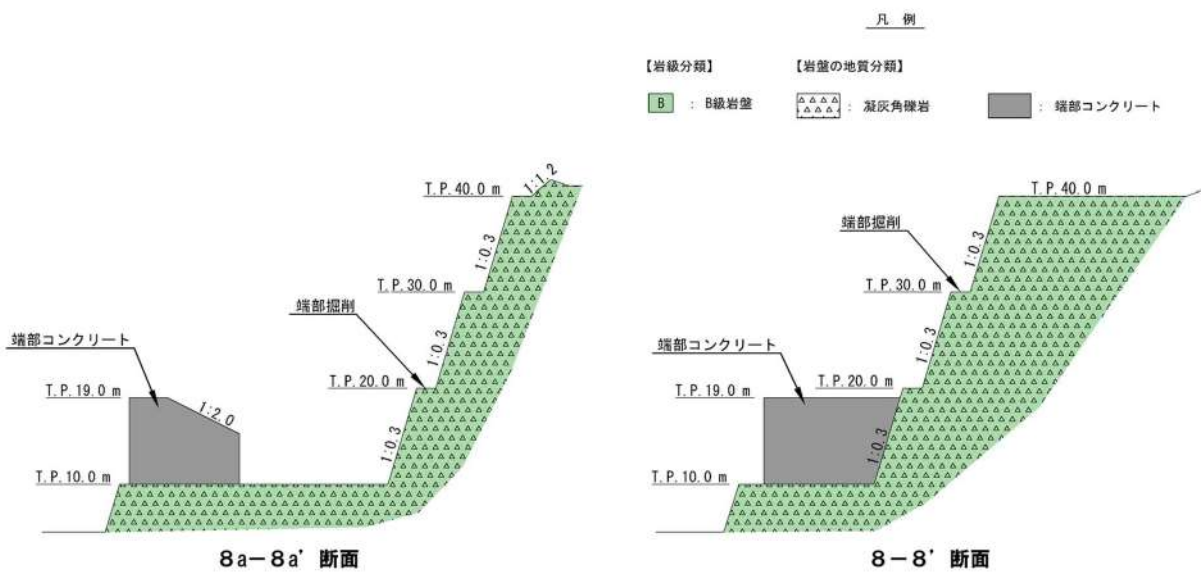 凡 例
【岩級分類】 【岩盤の地質分類】
B : B級岩盤 : 凝灰角礫岩 : 端部コンクリート
T.P.40.0 m
1:1.2
1:0.3
T.P.30.0 m
端部掘削
1:0.3
端部コンクリート
T.P.20.0 m
T.P.19.0 m
1:2.0
1:0.3
T.P.10.0 m
8a-8a' 断面
T.P.40.0 m
端部掘削
1:0.3
T.P.30.0 m
1:0.3
端部コンクリート
T.P.20.0 m
T.P.19.0 m
1:0.3
T.P.10.0 m
8-8' 断面